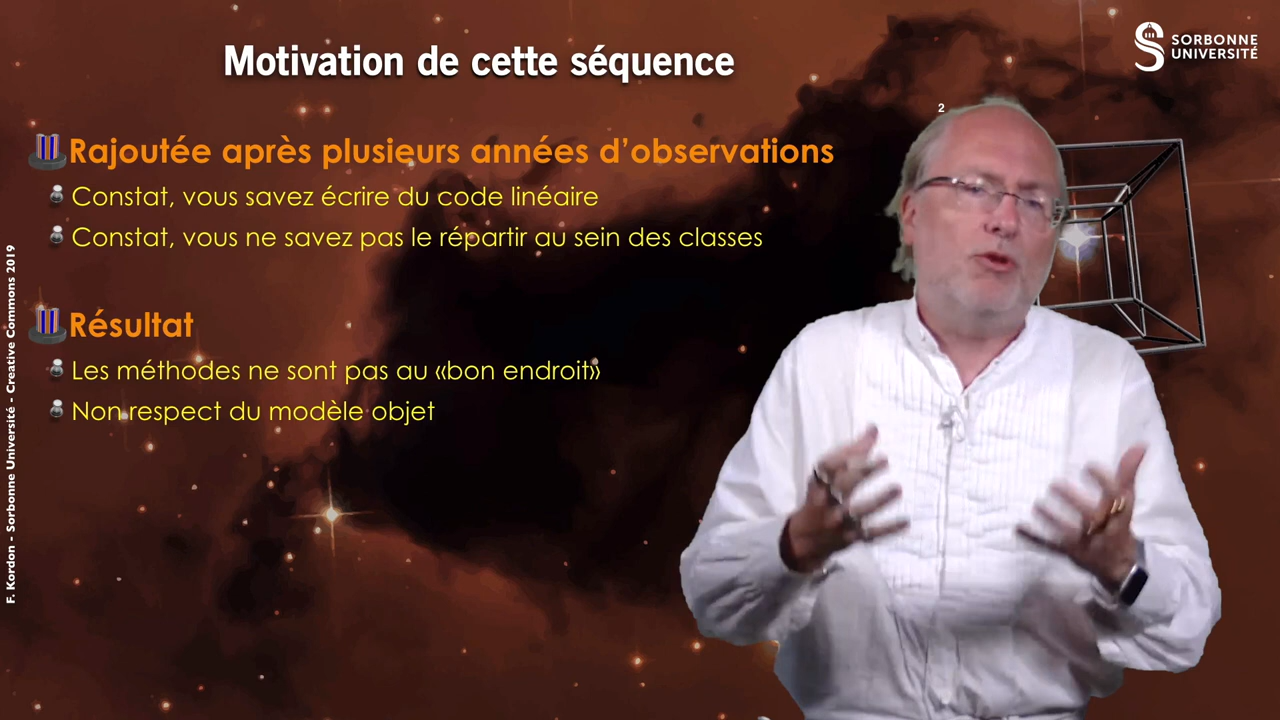 Motivation de cette séquence
SORBONNE
UNIVERSITÉ
2
Rajoutée après plusieurs années d’observations
Constat, vous savez écrire du code linéaire
Constat, vous ne savez pas le répartir au sein des classes
Résultat
Les méthodes ne sont pas au «bon endroit»
Non respect du modèle objet
F. Kordon - Sorbonne Université - Creative Commons 2019